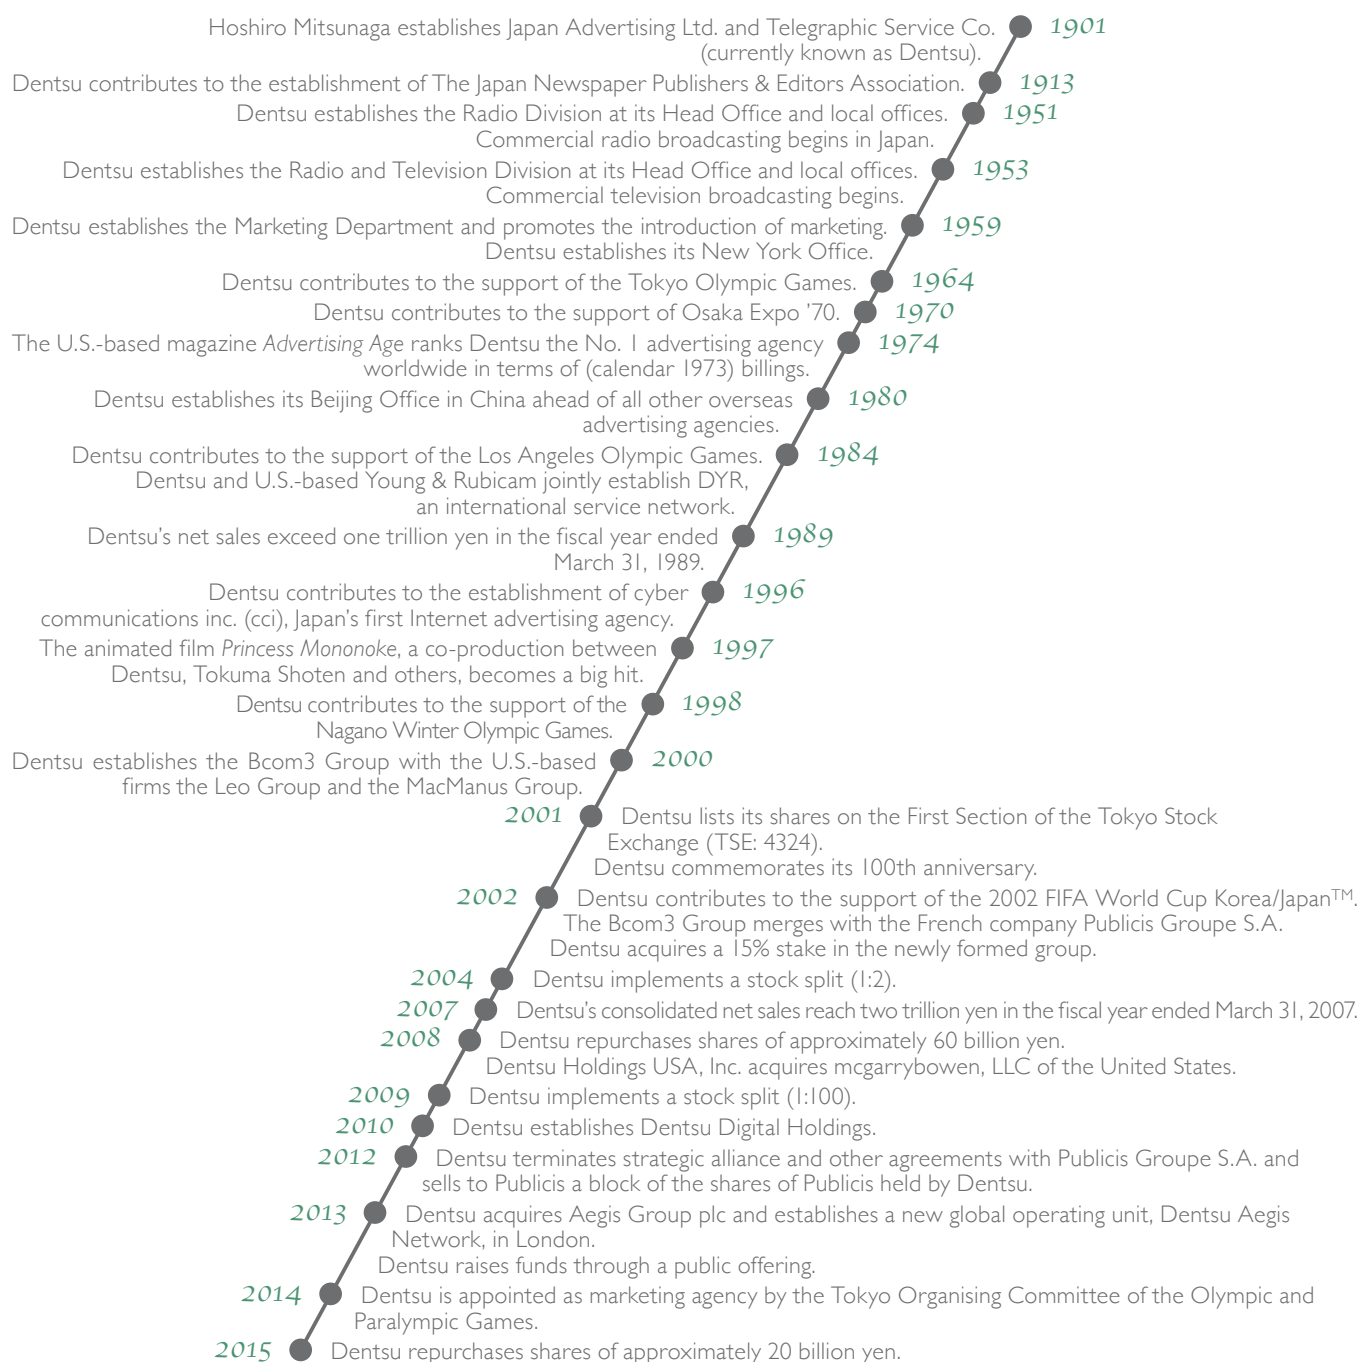 Hoshiro Mitsunaga establishes Japan Advertising Ltd. and Telegraphic Service Co. 1901
(currently known as Dentsu).
Dentsu contributes to the establishment of The Japan Newspaper Publishers & Editors Association. 1913
Dentsu establishes the Radio Division at its Head Office and local offices. 1951
Commercial radio broadcasting begins in Japan.
Dentsu establishes the Radio and Television Division at its Head Office and local offices. 1953
Commercial television broadcasting begins.
Dentsu establishes the Marketing Department and promotes the introduction of marketing. 1959
Dentsu establishes its New York Office.
Dentsu contributes to the support of the Tokyo Olympic Games. 1964
Dentsu contributes to the support of Osaka Expo ’70. 1970
The U.S.-based magazine Advertising Age ranks Dentsu the No. 1 advertising agency 1974
worldwide in terms of (calendar 1973) billings.
Dentsu establishes its Beijing Office in China ahead of all other overseas 1980
advertising agencies.
Dentsu contributes to the support of the Los Angeles Olympic Games. 1984
Dentsu and U.S.-based Young & Rubicam jointly establish DYR,
an international service network.
Dentsu’s net sales exceed one trillion yen in the fiscal year ended 1989
March 31, 1989.
Dentsu contributes to the establishment of cyber 1996
communications inc. (cci), Japan’s first Internet advertising agency.
The animated film Princess Mononoke, a co-production between 1997
Dentsu, Tokuma Shoten and others, becomes a big hit.
Dentsu contributes to the support of the 1998
Nagano Winter Olympic Games.
Dentsu establishes the Bcom3 Group with the U.S.-based 2000
firms the Leo Group and the MacManus Group.
2001 Dentsu lists its shares on the First Section of the Tokyo Stock
Exchange (TSE: 4324).
Dentsu commemorates its 100th anniversary.
2002 Dentsu contributes to the support of the 2002 FIFA World Cup Korea/Japan™.
The Bcom3 Group merges with the French company Publicis Groupe S.A.
Dentsu acquires a 15% stake in the newly formed group.
2004 Dentsu implements a stock split (1:2).
2007 Dentsu’s consolidated net sales reach two trillion yen in the fiscal year ended March 31, 2007.
2008 Dentsu repurchases shares of approximately 60 billion yen.
Dentsu Holdings USA, Inc. acquires mcgarrybowen, LLC of the United States.
2009 Dentsu implements a stock split (1:100).
2010 Dentsu establishes Dentsu Digital Holdings.
2012 Dentsu terminates strategic alliance and other agreements with Publicis Groupe S.A. and
sells to Publicis a block of the shares of Publicis held by Dentsu.
2013 Dentsu acquires Aegis Group plc and establishes a new global operating unit, Dentsu Aegis
Network, in London.
Dentsu raises funds through a public offering.
2014 Dentsu is appointed as marketing agency by the Tokyo Organising Committee of the Olympic and
Paralympic Games.
2015 Dentsu repurchases shares of approximately 20 billion yen.